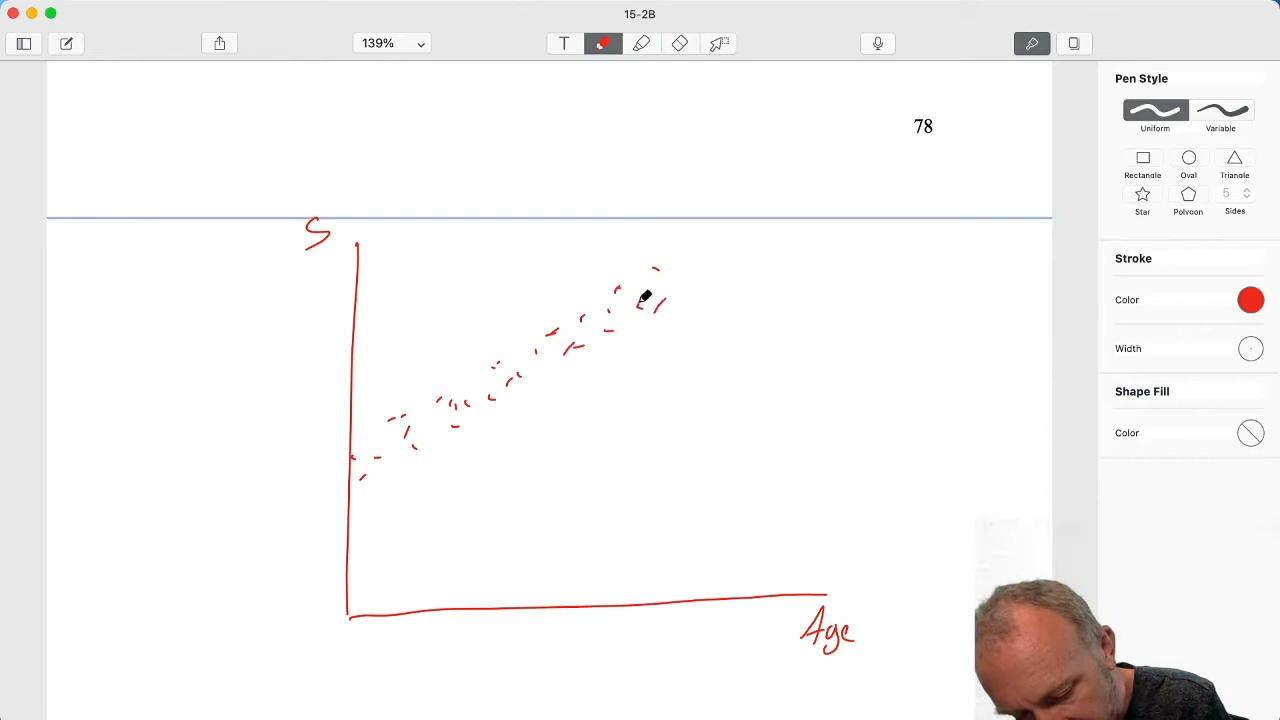 15-2B
139%
T
Pen Style
Uniform
Variable
Rectangle
Oval
Triangle
5
Star
Polygon
Sides
Stroke
Color
Width
Shape Fill
Color
78
S
Age